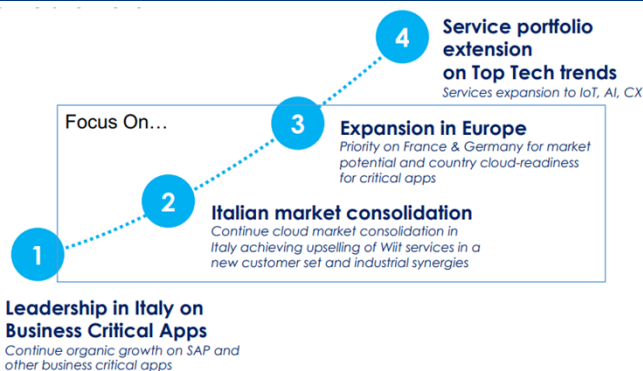 4
Service portfolio
extension
on Top Tech trends
Services expansion to IoT, AI, CX
Focus On...
3
Expansion in Europe
Priority on France & Germany for market
potential and country cloud-readiness
for critical apps
2
Italian market consolidation
Continue cloud market consolidation in
Italy achieving upselling of Wiit services in a
new customer set and industrial synergies
1
Leadership in Italy on
Business Critical Apps
Continue organic growth on SAP and
other business critical apps